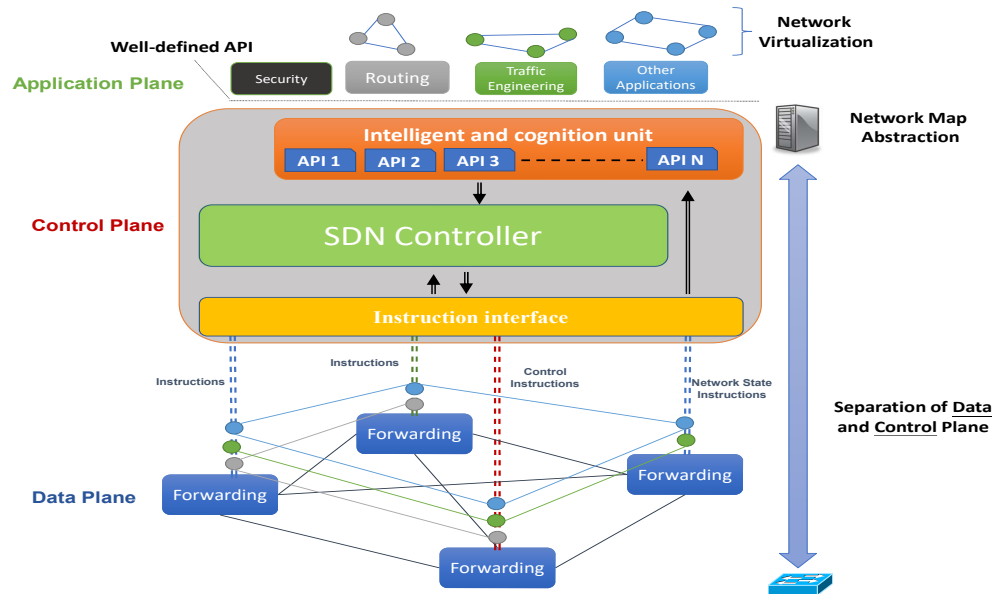 Network
Virtualization
Well-defined API
Application Plane
Security
Routing
Traffic
Engineering
Other
Applications
Network Map
Abstraction
Intelligent and cognition unit
API 1
API 2
API 3
API N
Control Plane
SDN Controller
Instruction interface
Instructions
Instructions
Control
Instructions
Network State
Instructions
Separation of Data
and Control Plane
Data Plane
Forwarding
Forwarding
Forwarding
Forwarding